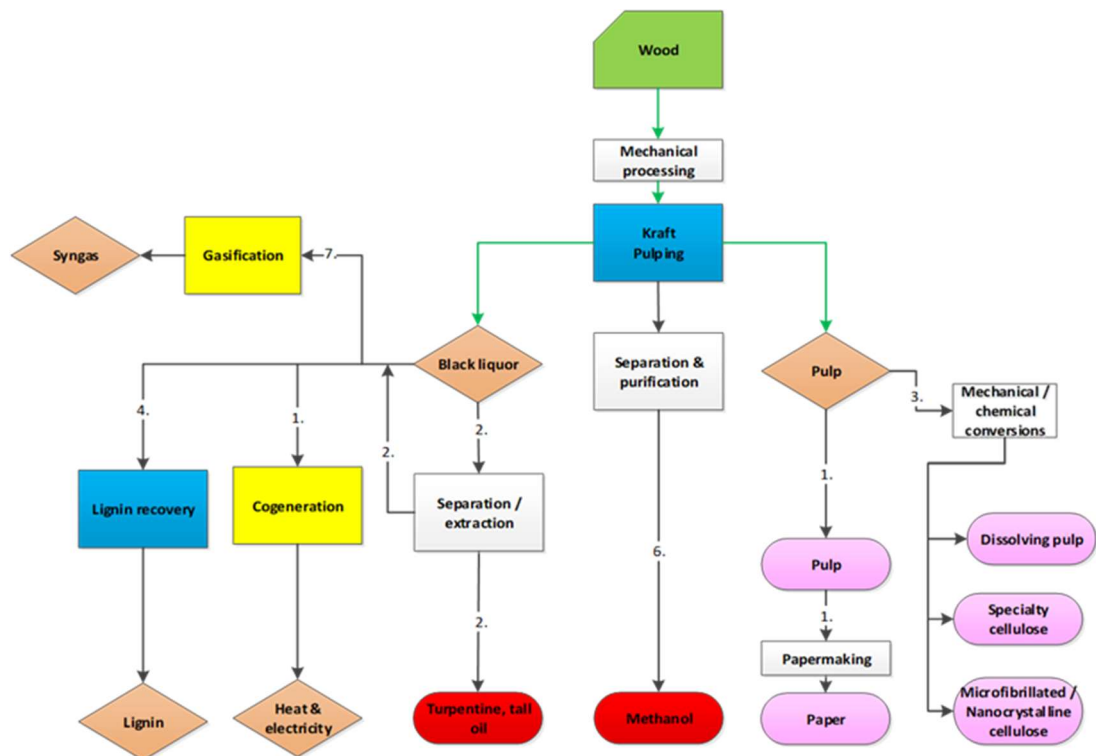 Wood
Mechanical
processing
Kraft
Pulping
Syngas
Gasification
7.
Black liquor
Separation &
purification
Pulp
3.
Mechanical /
chemical
conversions
4.
1.
2.
2.
1.
Lignin recovery
Cogeneration
Separation /
extraction
6.
Dissolving pulp
Pulp
2.
1.
Specialty
cellulose
Papermaking
Lignin
Heat &
electricity
Turpentine, tall
oil
Methanol
Paper
Microfibrillated /
Nanocrystalline
cellulose